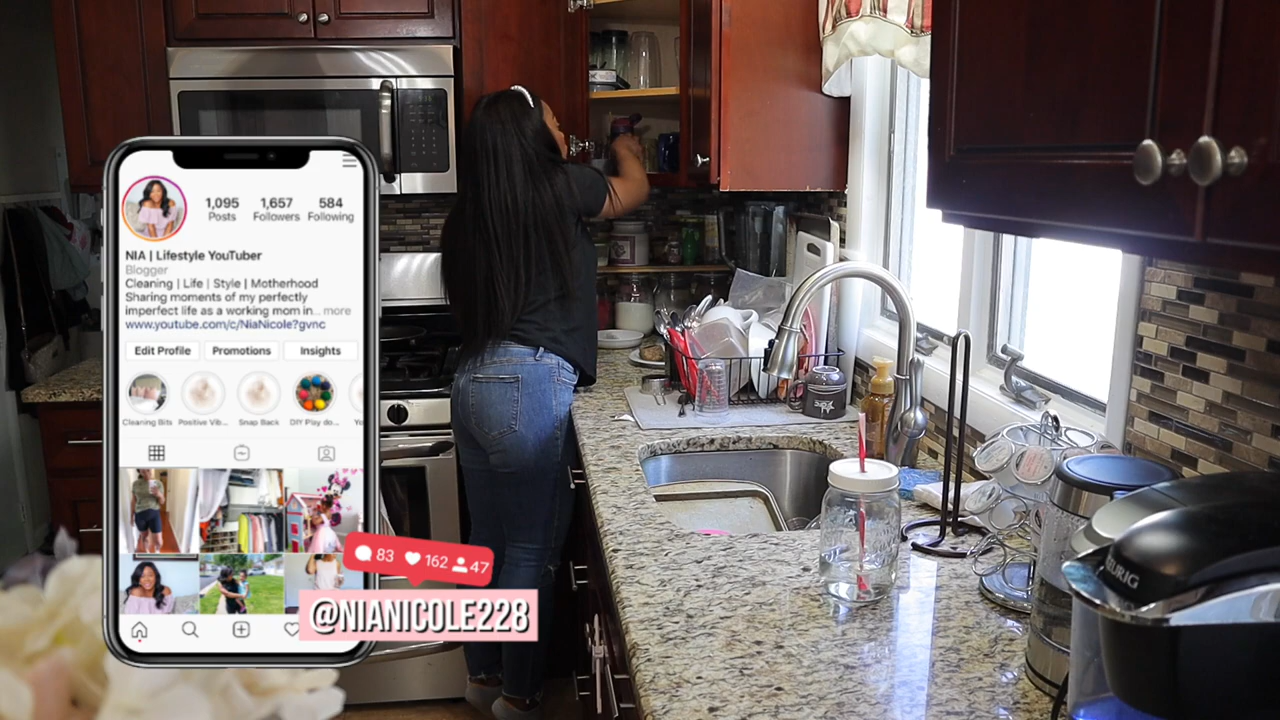 1,095 1,657 584
Posts Followers Following
NIA | Lifestyle YouTuber
Blogger
Cleaning | Life | Style | Motherhood
Sharing moments of my perfectly
imperfect life as a working mom in... more
www.youtube.com/c/NiaNicole?gvnc
Edit Profile Promotions Insights
Cleaning Bits Positive Vib... Snap Back DIY Play do...
83 162 47
@NIANICOLE228
KEURIG